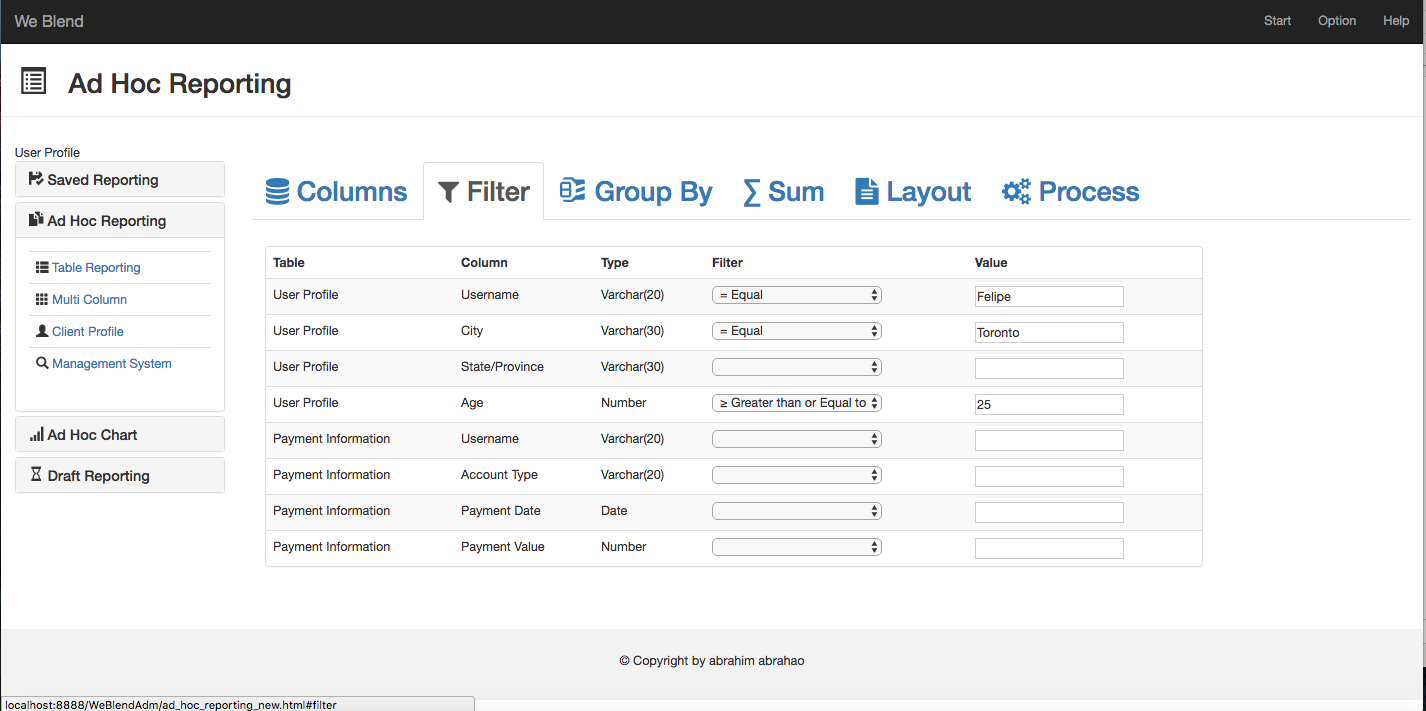 We Blend Start Option Help
Ad Hoc Reporting
User Profile
Saved Reporting
Ad Hoc Reporting
Table Reporting
Multi Column
Client Profile
Management System
Ad Hoc Chart
Draft Reporting
Columns Filter Group By ∑ Sum Layout Process
Table Column Type Filter Value
User Profile Username Varchar(20) = Equal Felipe
User Profile City Varchar(30) = Equal Toronto
User Profile State/Province Varchar(30)
User Profile Age Number ≥ Greater than or Equal to 25
Payment Information Username Varchar(20)
Payment Information Account Type Varchar(20)
Payment Information Payment Date Date
Payment Information Payment Value Number
© Copyright by abrahim abrahao
localhost:8888/WeBlendAdm/ad_hoc_reporting_new.html#filter